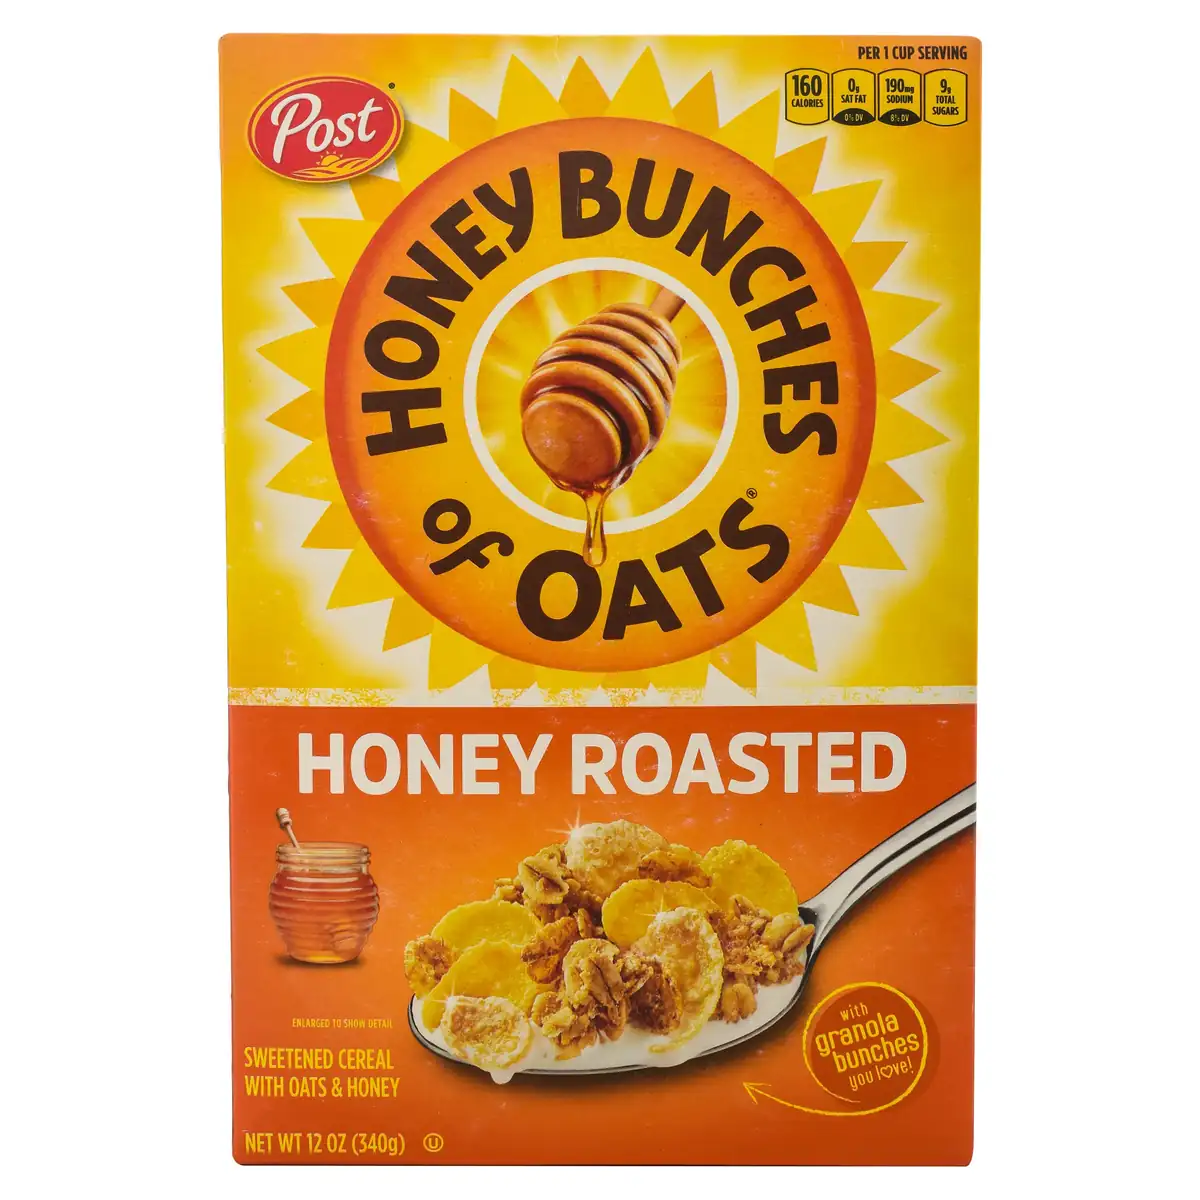 Post
PER 1 CUP SERVING
160 CALORIES
0g SAT FAT 0% DV
190mg SODIUM 8% DV
9g TOTAL SUGARS
HONEY BUNCHES
of OATS®
HONEY ROASTED
ENLARGED TO SHOW DETAIL
SWEETENED CEREAL
WITH OATS & HONEY
with
granola
bunches
you love!
NET WT 12 OZ (340g) U